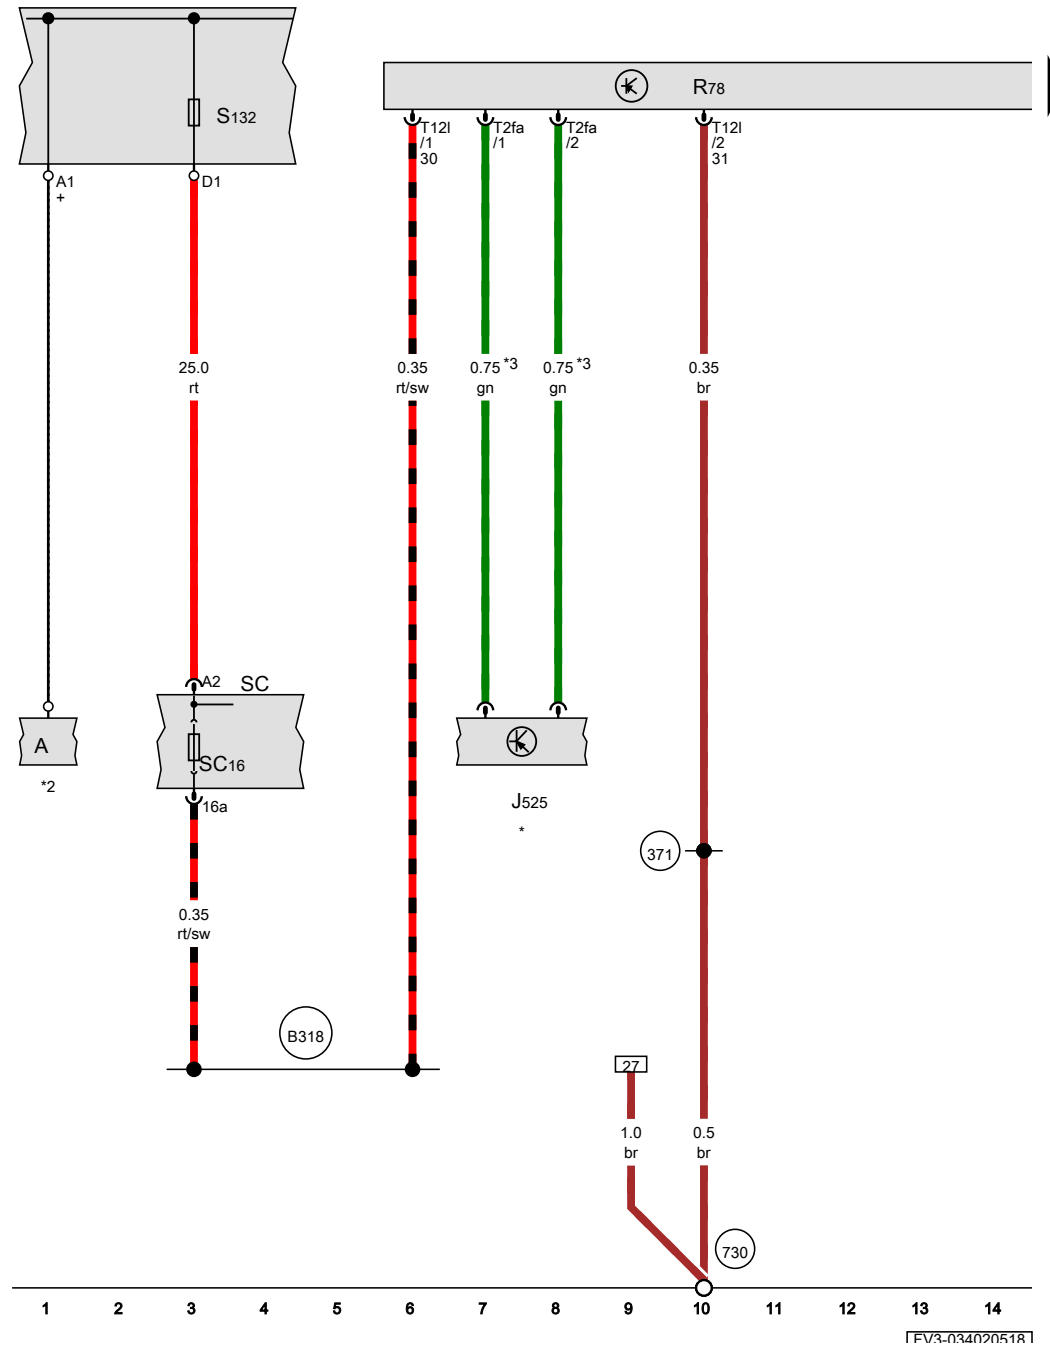 R78
S132
T12l
/1
30
T2fa
/1
T2fa
/2
T12l
/2
31
A1
+
D1
25.0
rt
0.35
rt/sw
0.75 *3
gn
0.75 *3
gn
0.35
br
A2
SC
A
*2
SC16
16a
J525
*
371
0.35
rt/sw
B318
27
1.0
br
0.5
br
730
1 2 3 4 5 6 7 8 9 10 11 12 13 14
EV3-034020518